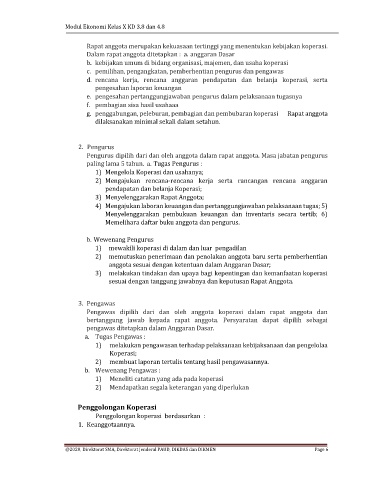 Modul Ekonomi Kelas X KD 3.8 dan 4.8
Rapat anggota merupakan kekuasaan tertinggi yang menentukan kebijakan koperasi.
Dalam rapat anggota ditetapkan : a. anggaran Dasar
b. kebijakan umum di bidang organisasi, majemen, dan usaha koperasi
c. pemilihan, pengangkatan, pemberhentian pengurus dan pengawas
d. rencana kerja, rencana anggaran pendapatan dan belanja koperasi, serta
pengesahan laporan keuangan
e. pengesahan pertanggungjawaban pengurus dalam pelaksanaan tugasnya
f. pembagian sisa hasil usahaaa
g. penggabungan, peleburan, pembagian dan pembubaran koperasi Rapat anggota
dilaksanakan minimal sekali dalam setahun.
2. Pengurus
Pengurus dipilih dari dan oleh anggota dalam rapat anggota. Masa jabatan pengurus
paling lama 5 tahun. a. Tugas Pengurus :
1) Mengelola Koperasi dan usahanya;
2) Mengajukan rencana-rencana kerja serta rancangan rencana anggaran
pendapatan dan belanja Koperasi;
3) Menyelenggarakan Rapat Anggota;
4) Mengajukan laporan keuangan dan pertanggungjawaban pelaksanaan tugas; 5)
Menyelenggarakan pembukuan keuangan dan inventaris secara tertib; 6)
Memelihara daftar buku anggota dan pengurus.
b. Wewenang Pengurus
1) mewakili koperasi di dalam dan luar pengadilan
2) memutuskan penerimaan dan penolakan anggota baru serta pemberhentian
anggota sesuai dengan ketentuan dalam Anggaran Dasar;
3) melakukan tindakan dan upaya bagi kepentingan dan kemanfaatan koperasi
sesuai dengan tanggung jawabnya dan keputusan Rapat Anggota.
3. Pengawas
Pengawas dipilih dari dan oleh anggota koperasi dalam rapat anggota dan
bertanggung jawab kepada rapat anggota. Persyaratan dapat dipilih sebagai
pengawas ditetapkan dalam Anggaran Dasar.
a. Tugas Pengawas :
1) melakukan pengawasan terhadap pelaksanaan kebijaksanaan dan pengelolaa
Koperasi;
2) membuat laporan tertulis tentang hasil pengawasannya.
b. Wewenang Pengawas :
1) Meneliti catatan yang ada pada koperasi
2) Mendapatkan segala keterangan yang diperlukan
Penggolongan Koperasi
Penggolongan koperasi berdasarkan :
1. Keanggotaannya.
@2020, Direktorat SMA, Direktorat Jenderal PAUD, DIKDAS dan DIKMEN Page 6